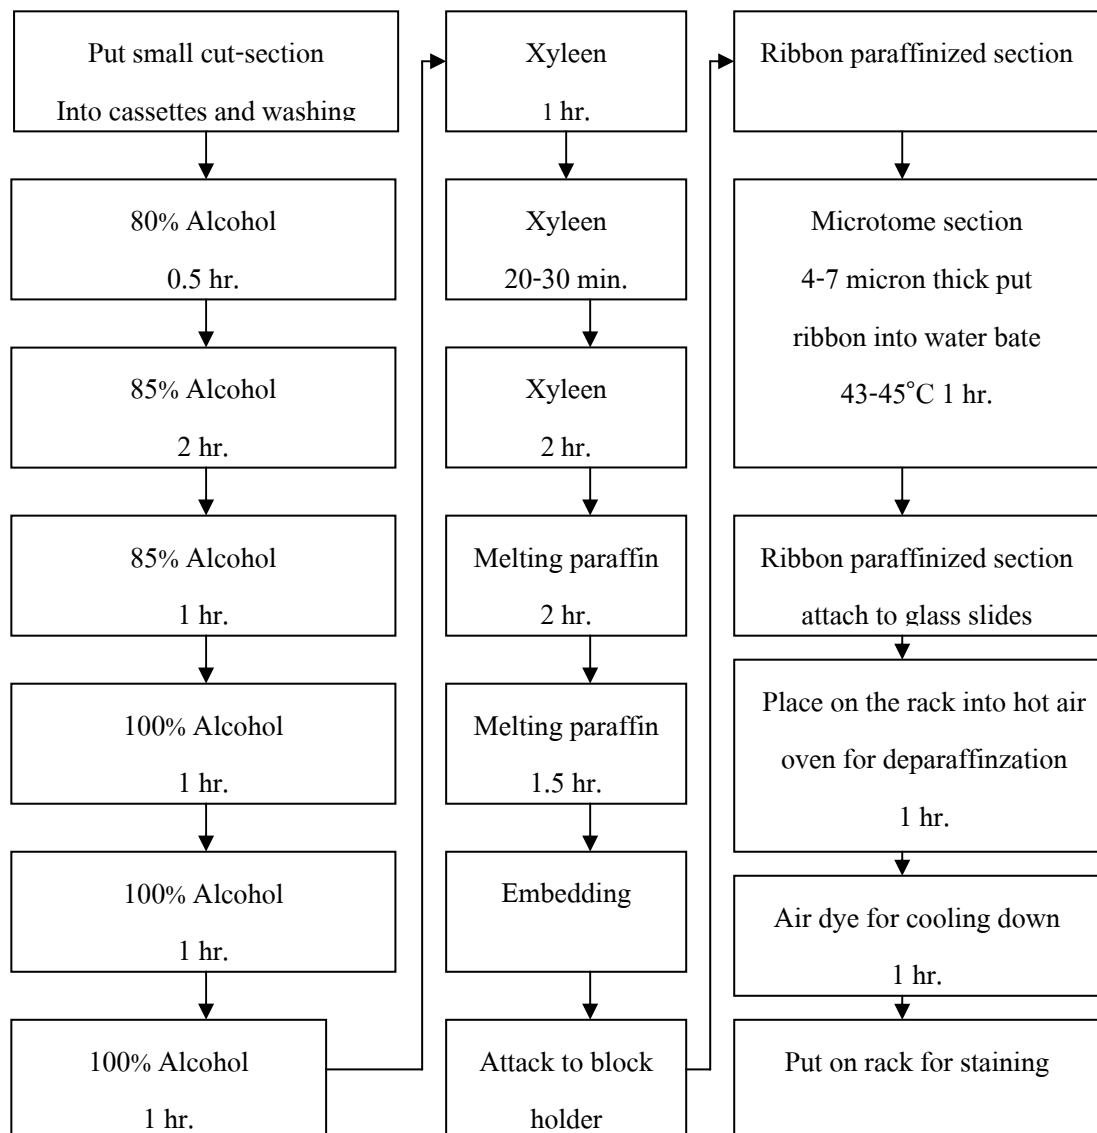 Put small cut-section
Into cassettes and washing
80% Alcohol
0.5 hr.
85% Alcohol
2 hr.
85% Alcohol
1 hr.
100% Alcohol
1 hr.
100% Alcohol
1 hr.
100% Alcohol
1 hr.
Xyleen
1 hr.
Xyleen
20-30 min.
Xyleen
2 hr.
Melting paraffin
2 hr.
Melting paraffin
1.5 hr.
Embedding
Attack to block
holder
Ribbon paraffinized section
Microtome section
4-7 micron thick put
ribbon into water bate
43-45°C 1 hr.
Ribbon paraffinized section
attach to glass slides
Place on the rack into hot air
oven for deparaffinzation
1 hr.
Air dye for cooling down
1 hr.
Put on rack for staining